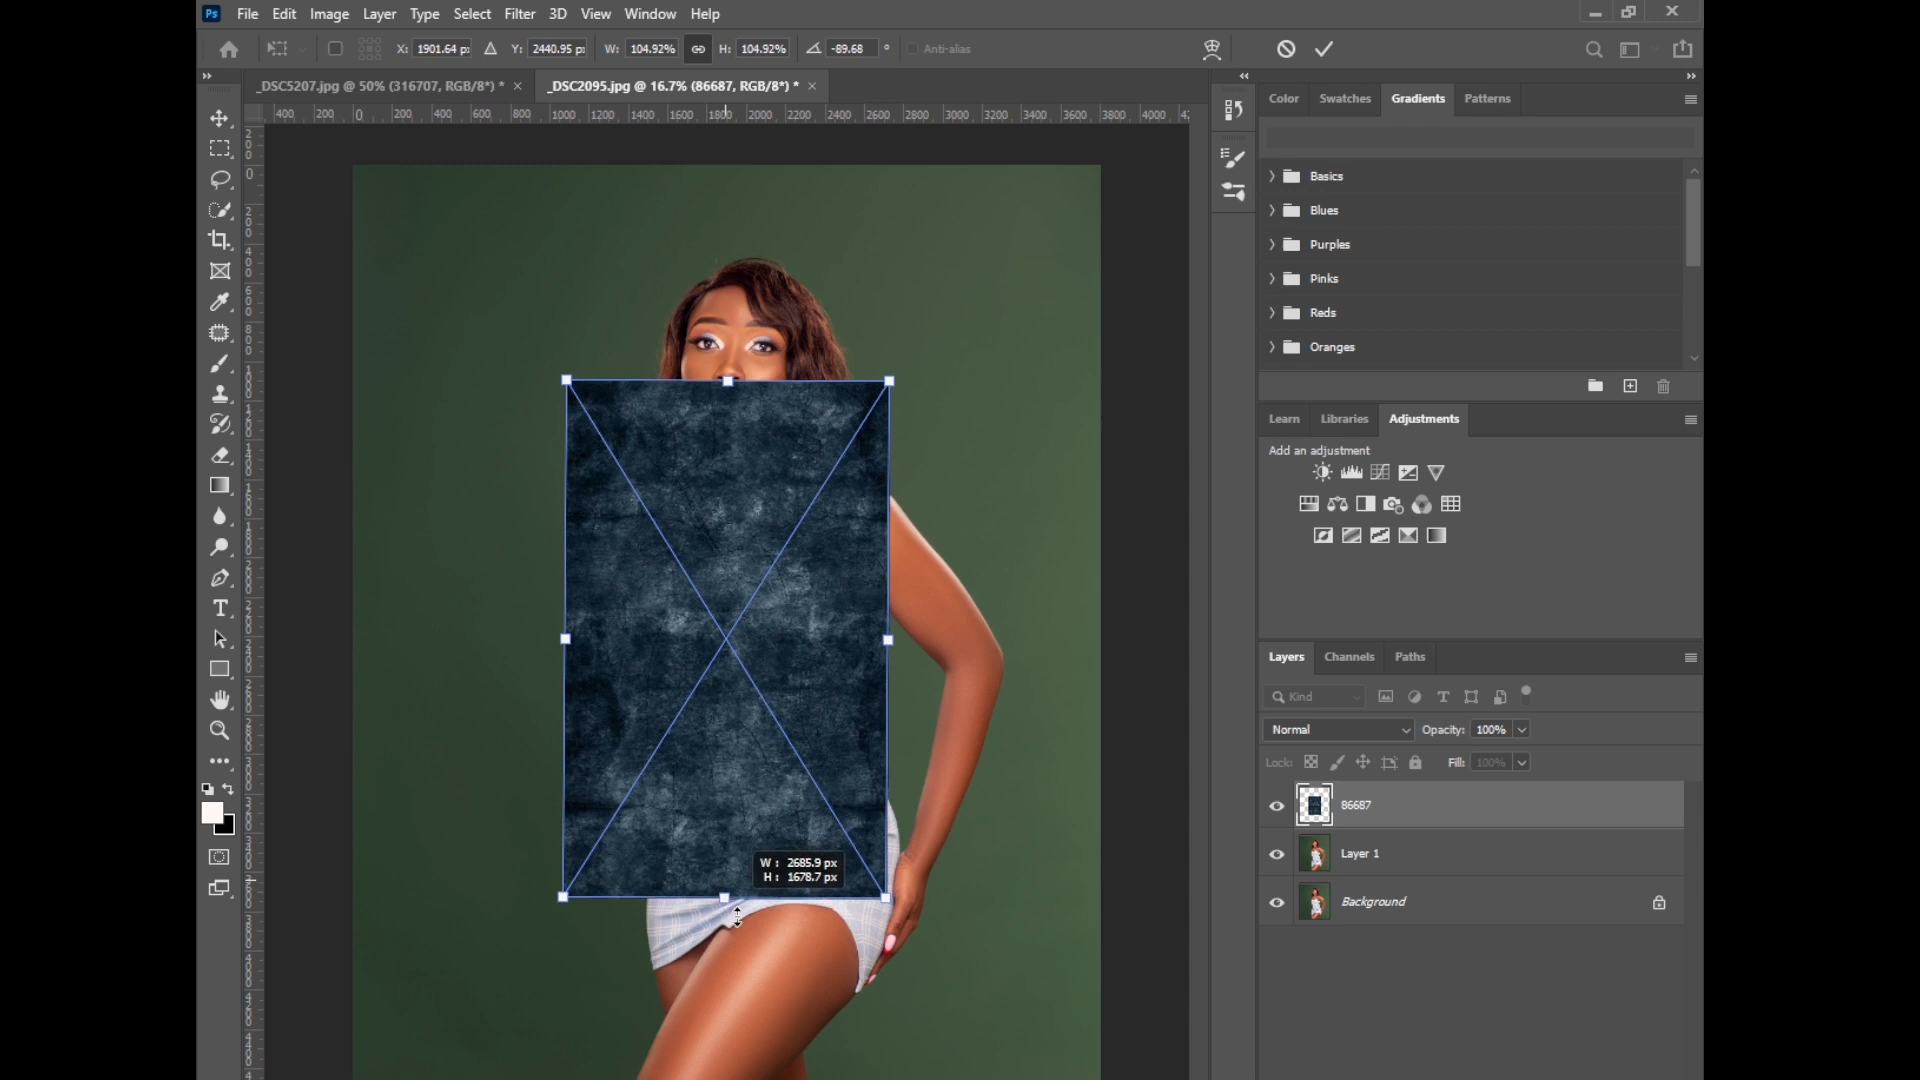 Ps File Edit Image Layer Type Select Filter 3D View Window Help
X: 1901.64 px Y: 2440.95 px W: 104.92% H: 104.92% -89.68 ° Anti-alias
_DSC5207.jpg @ 50% (316707, RGB/8*) * × _DSC2095.jpg @ 16.7% (86687, RGB/8*) * ×
400 200 0 200 400 600 800 1000 1200 1400 1600 1800 2000 2200 2400 2600 2800 3000 3200 3400 3600 3800 4000
Color Swatches Gradients Patterns
Basics
Blues
Purples
Pinks
Reds
Oranges
Learn Libraries Adjustments
Add an adjustment
W : 2685.9 px
H : 1678.7 px
Layers Channels Paths
Kind
Normal Opacity: 100%
Lock: Fill: 100%
86687
Layer 1
Background